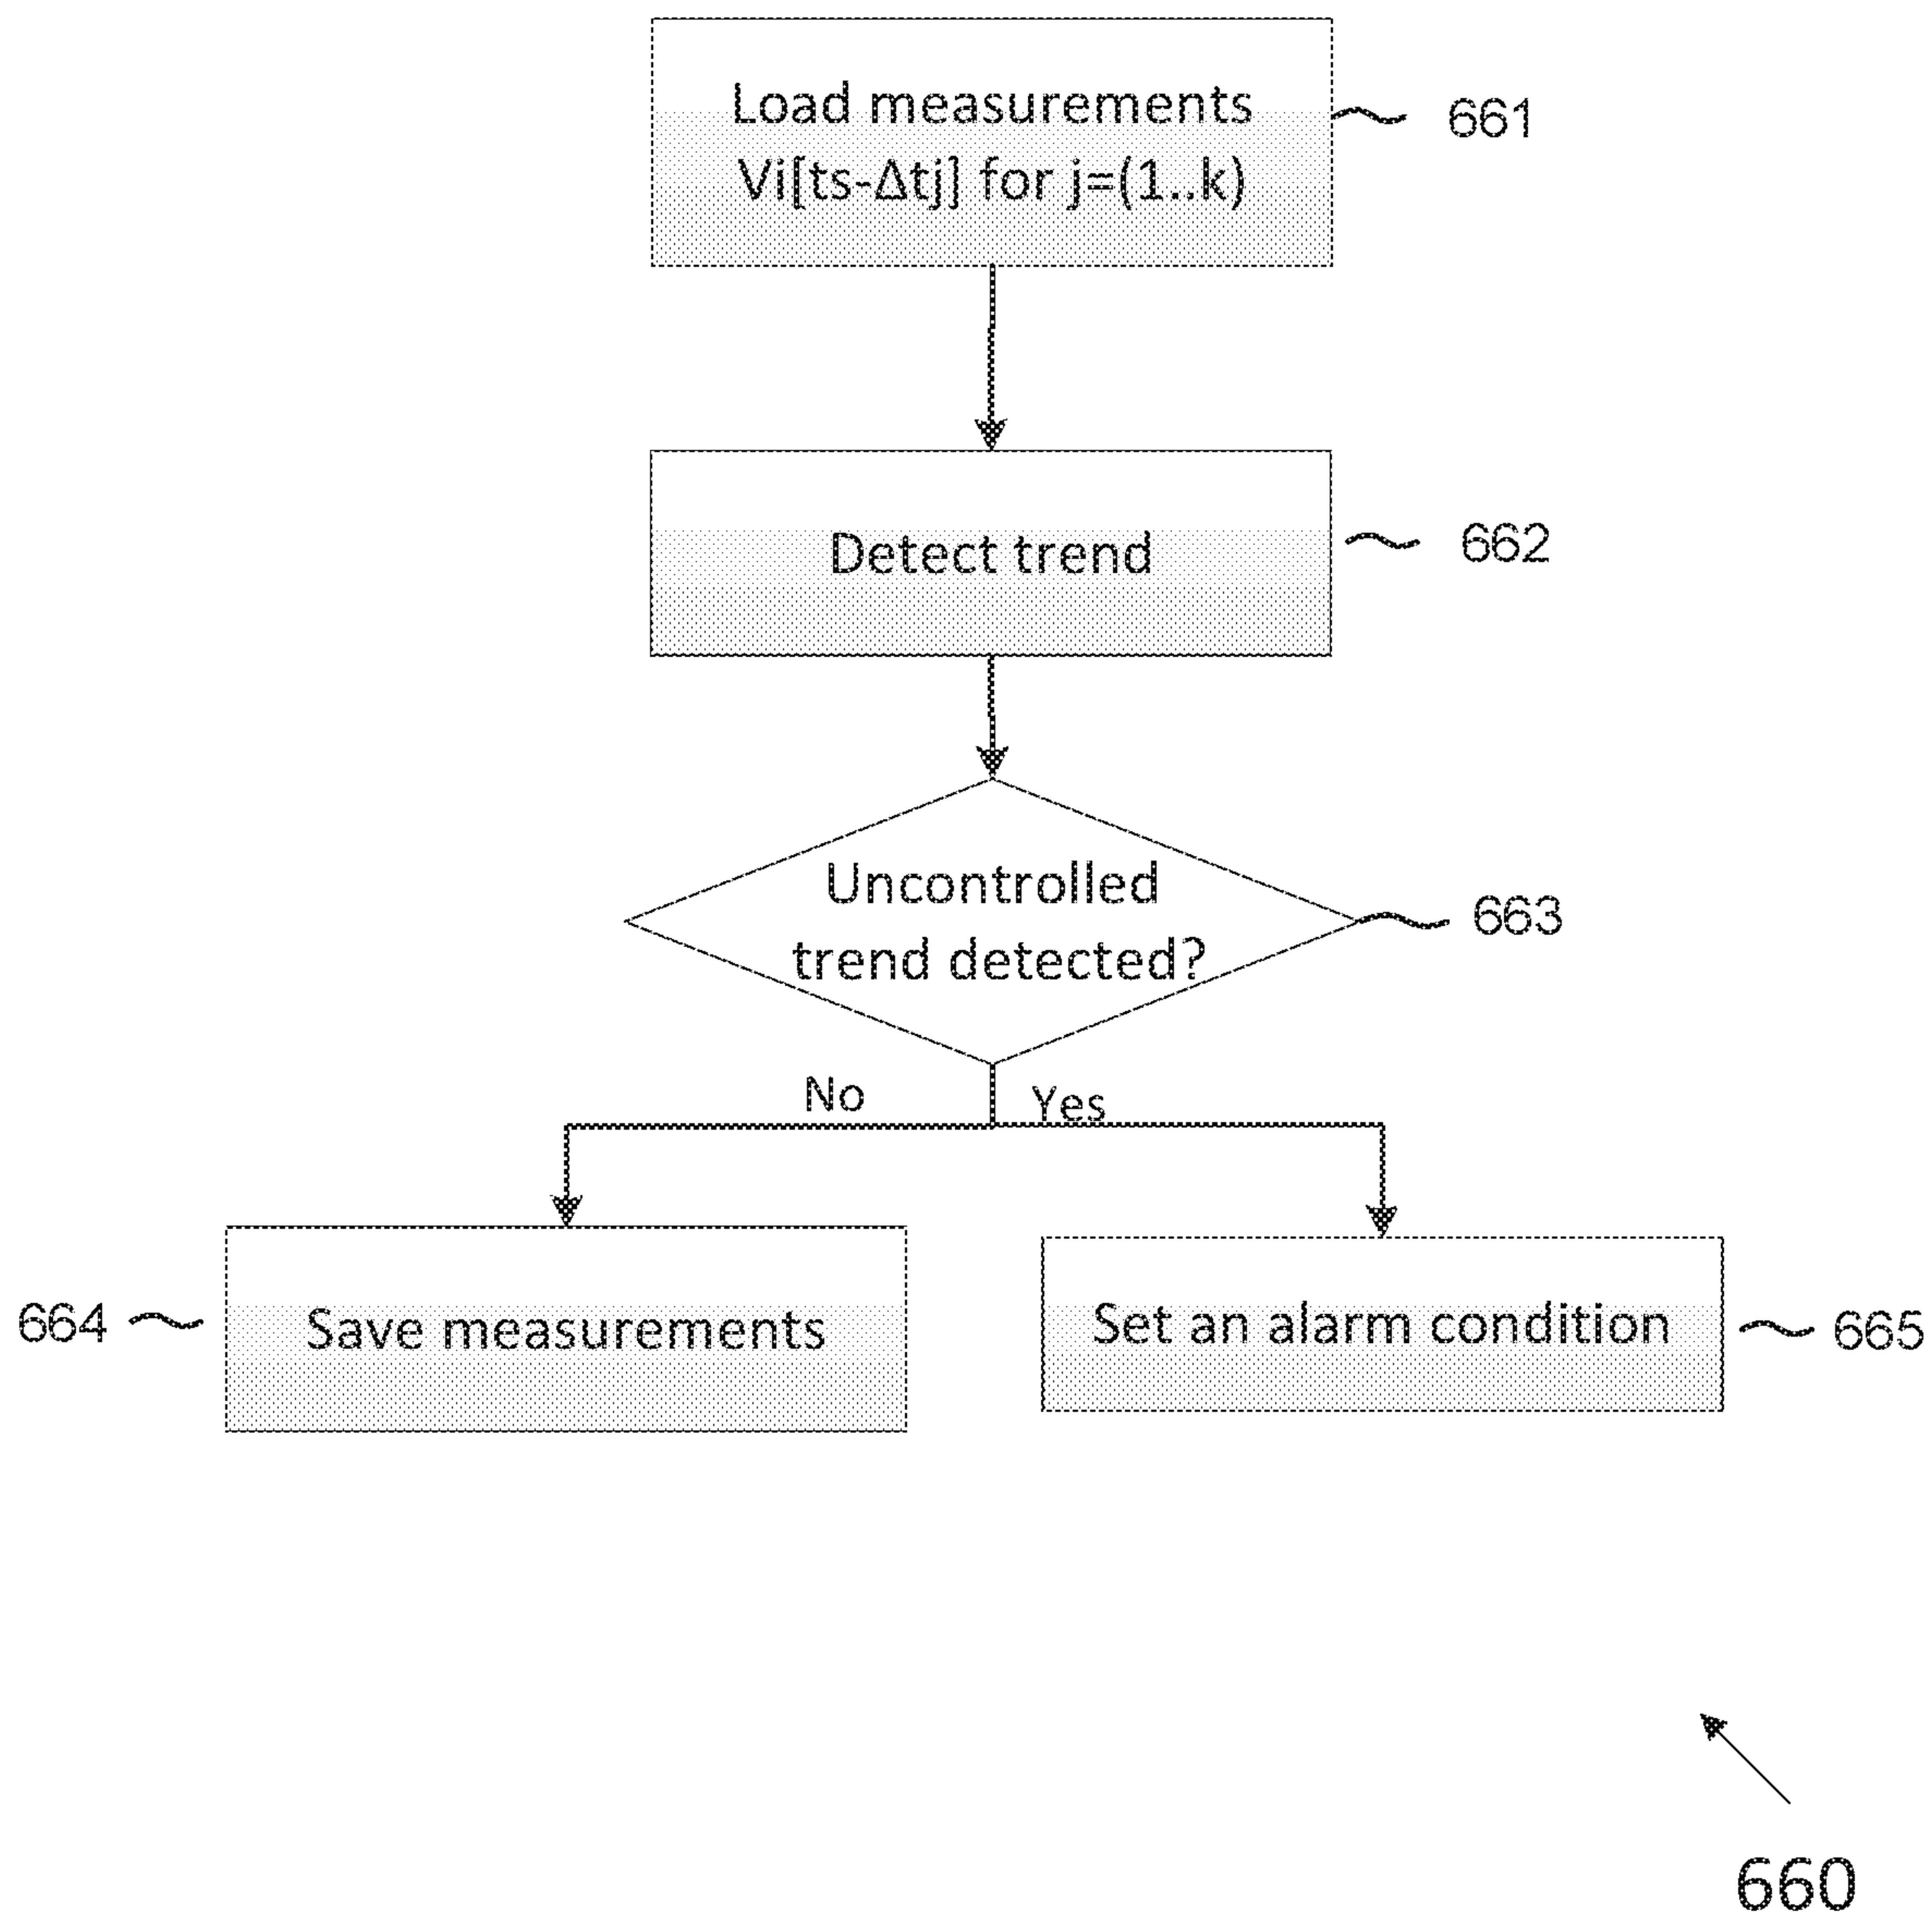 Load measurements
Vi[ts-Δtj] for j=(1..k)
661
Detect trend
662
Uncontrolled
trend detected?
663
No
Yes
664
Save measurements
Set an alarm condition
665
660